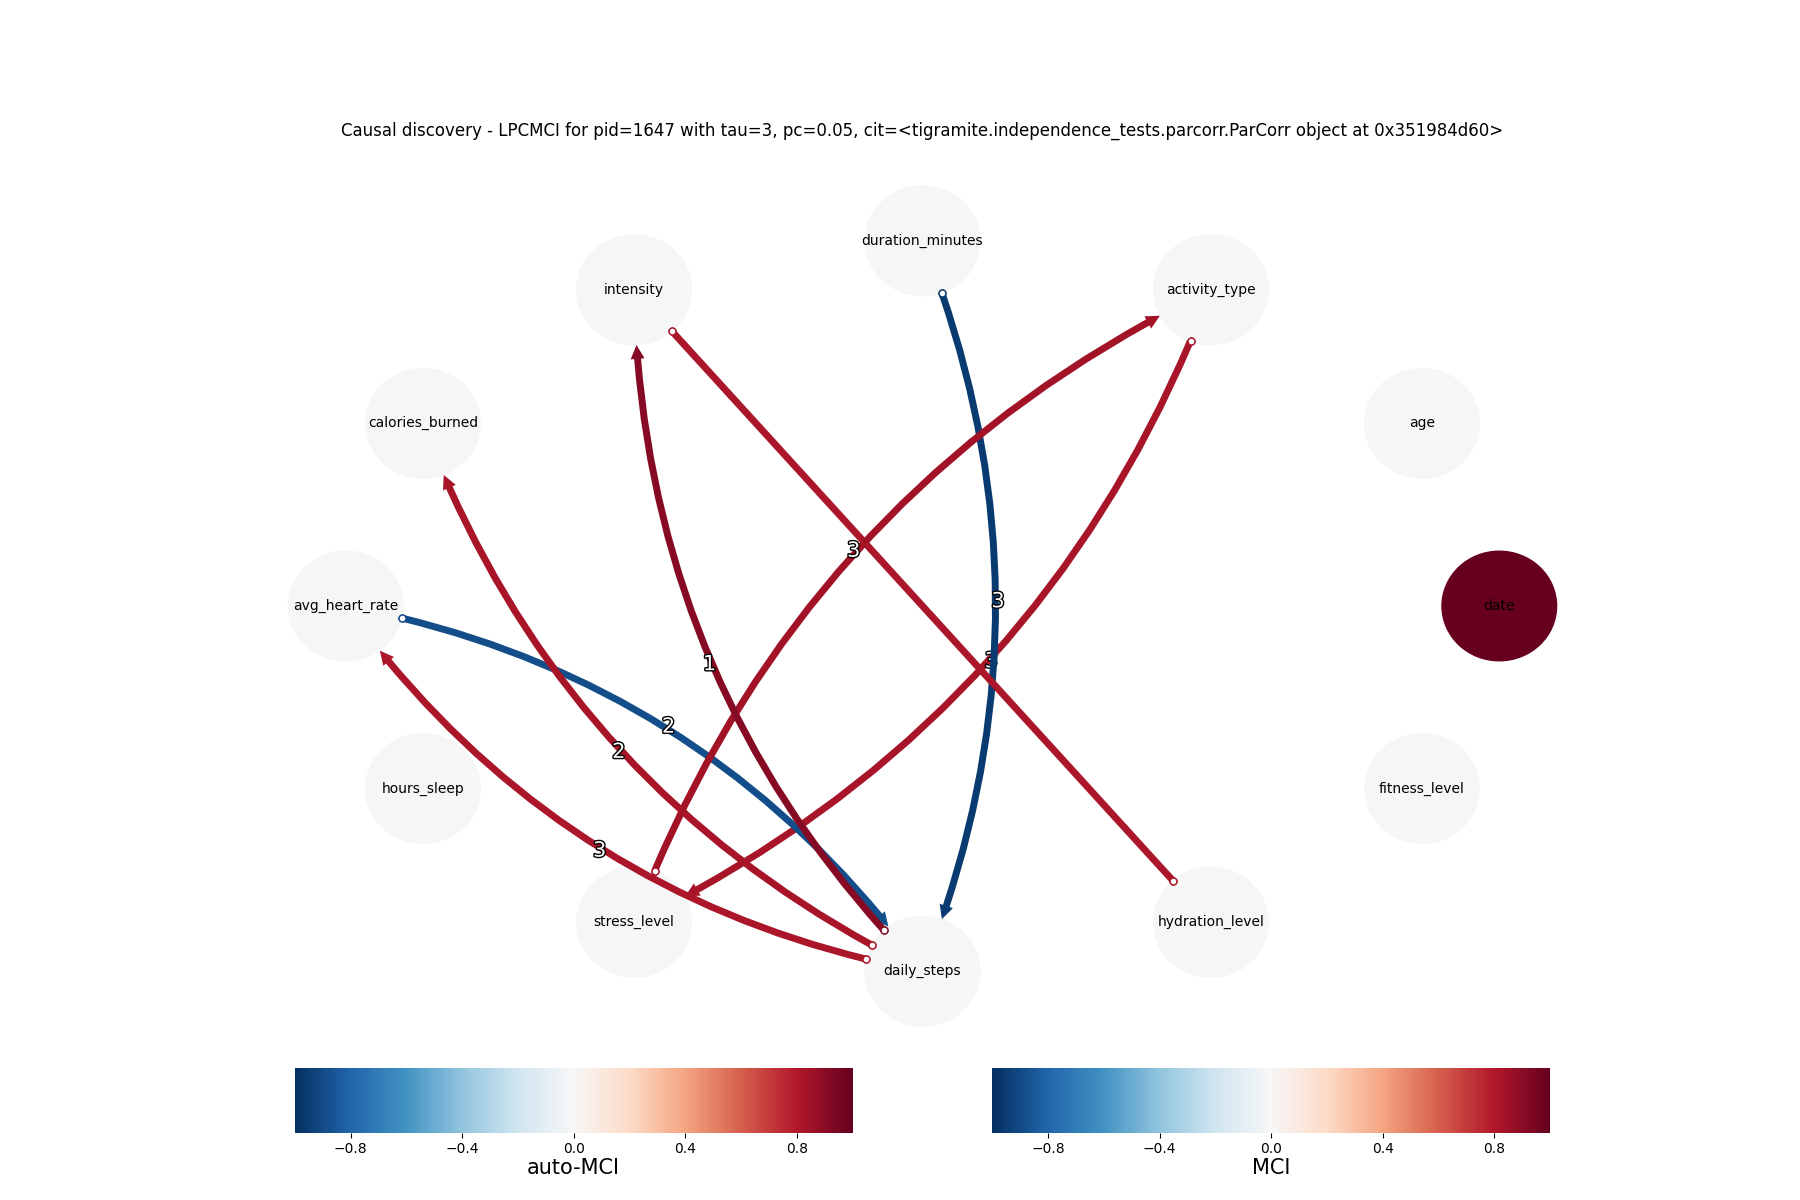 Causal discovery - LPCMCI for pid=1647 with tau=3, pc=0.05, cit=<tigramite.independence_tests.parcorr.ParCorr object at 0x351984d60>
duration_minutes
intensity
activity_type
calories_burned
age
3
avg_heart_rate
3
date
1
2
2
hours_sleep
fitness_level
3
stress_level
hydration_level
daily_steps
−0.8 −0.4 0.0 0.4 0.8
auto-MCI
−0.8 −0.4 0.0 0.4 0.8
MCI